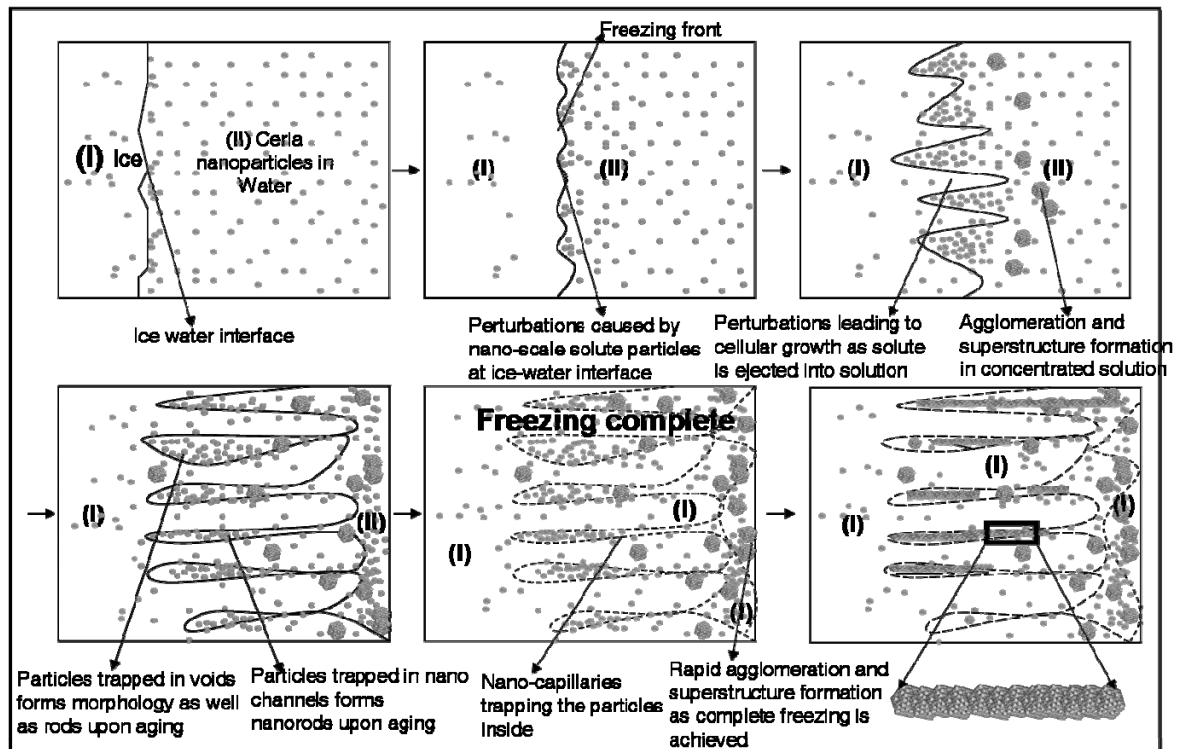 Freezing front
(I) Ice
(II) Ceria
nanoparticles in
Water
(I)
(II)
(I)
(II)
Ice water interface
Perturbations caused by
nano-scale solute particles
at ice-water interface
Perturbations leading to
cellular growth as solute
is ejected into solution
Agglomeration and
superstructure formation
in concentrated solution
(I)
(II)
Freezing complete
(I)
(I)
(I)
(I)
(I)
(I)
Particles trapped in voids
forms morphology as well
as rods upon aging
Particles trapped in nano
channels forms
nanorods upon aging
Nano-capillaries
trapping the particles
inside
Rapid agglomeration and
superstructure formation
as complete freezing is
achieved